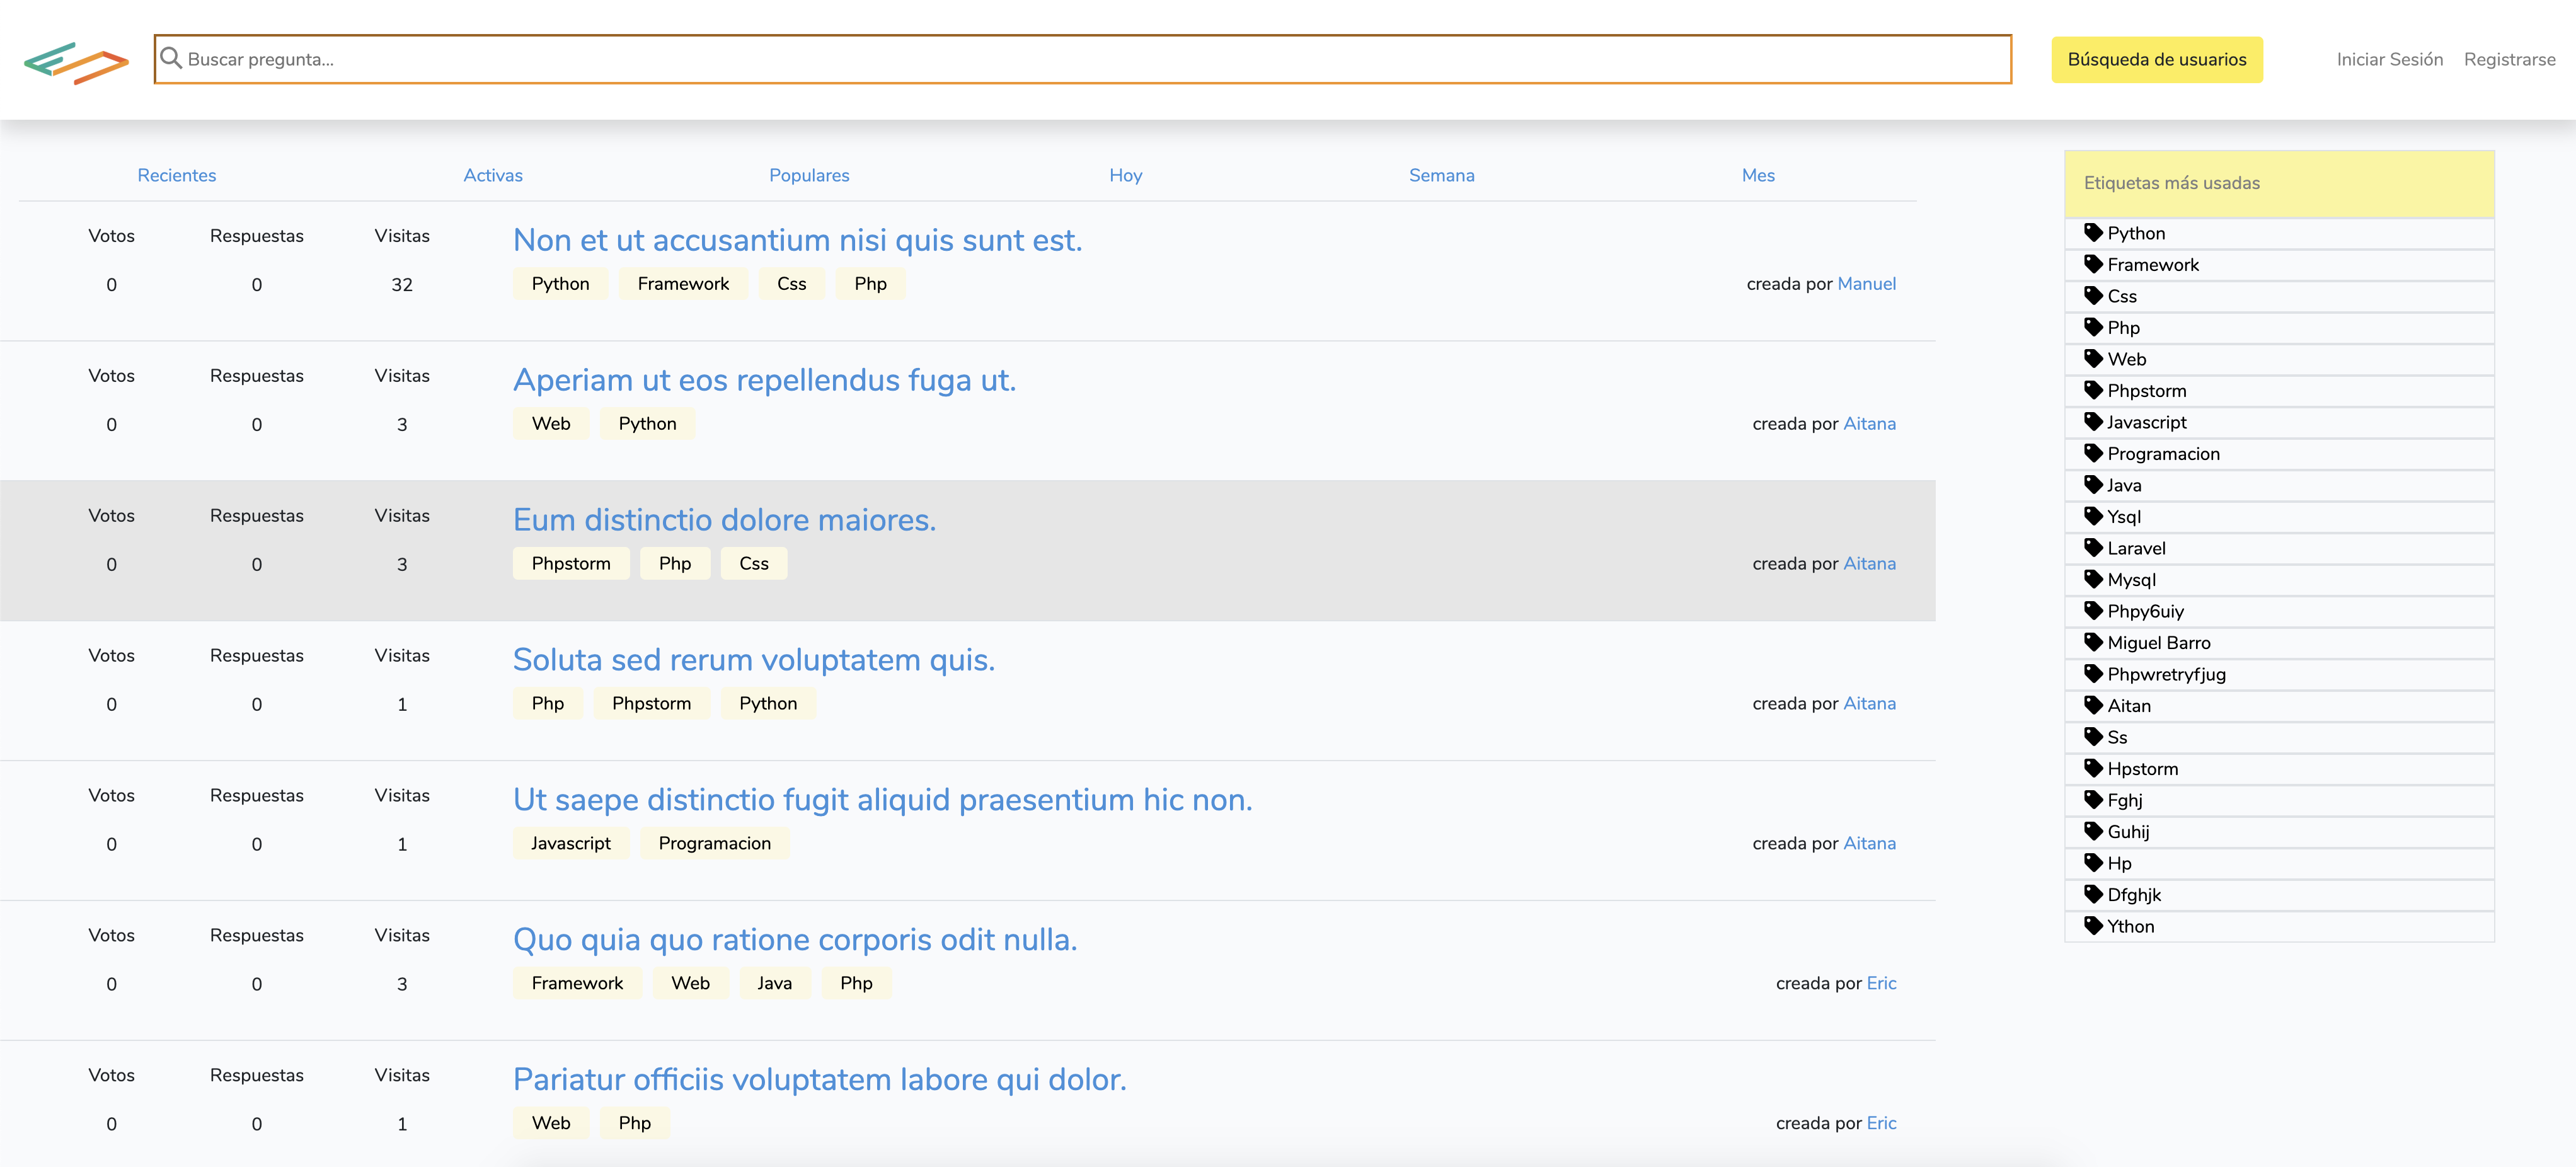 Buscar pregunta...
Búsqueda de usuarios
Iniciar Sesión Registrarse
Recientes Activas Populares Hoy Semana Mes
Votos Respuestas Visitas
0 0 32
Non et ut accusantium nisi quis sunt est.
Python Framework Css Php
creada por Manuel
Votos Respuestas Visitas
0 0 3
Aperiam ut eos repellendus fuga ut.
Web Python
creada por Aitana
Votos Respuestas Visitas
0 0 3
Eum distinctio dolore maiores.
Phpstorm Php Css
creada por Aitana
Votos Respuestas Visitas
0 0 1
Soluta sed rerum voluptatem quis.
Php Phpstorm Python
creada por Aitana
Votos Respuestas Visitas
0 0 1
Ut saepe distinctio fugit aliquid praesentium hic non.
Javascript Programacion
creada por Aitana
Votos Respuestas Visitas
0 0 3
Quo quia quo ratione corporis odit nulla.
Framework Web Java Php
creada por Eric
Votos Respuestas Visitas
0 0 1
Pariatur officiis voluptatem labore qui dolor.
Web Php
creada por Eric
Etiquetas más usadas
Python
Framework
Css
Php
Web
Phpstorm
Javascript
Programacion
Java
Ysql
Laravel
Mysql
Phpy6uiy
Miguel Barro
Phpwretryfjug
Aitan
Ss
Hpstorm
Fghj
Guhij
Hp
Dfghjk
Ython